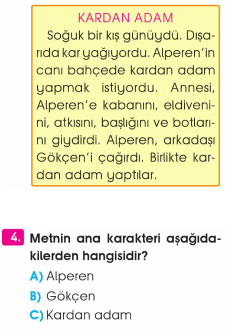 KARDAN ADAM
Soğuk bir kış günüydü. Dışa-
rıda kar yağıyordu. Alperen'in
canı bahçede kardan adam
yapmak istiyordu. Annesi,
Alperen'e kabanını, eldiveni-
ni, atkısını, başlığını ve botları-
nı giydirdi. Alperen, arkadaşı
Gökçen'i çağırdı. Birlikte kar-
dan adam yaptılar.
4. Metnin ana karakteri aşağıda-
kilerden hangisidir?
A) Alperen
B) Gökçen
C) Kardan adam